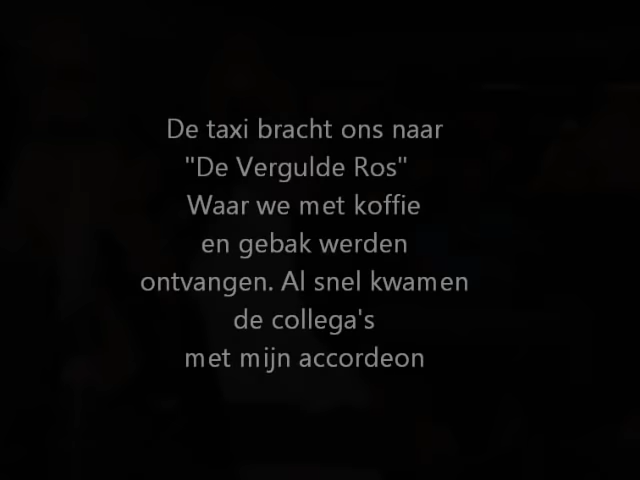 De taxi bracht ons naar
"De Vergulde Ros"
Waar we met koffie
en gebak werden
ontvangen. Al snel kwamen
de collega's
met mijn accordeon